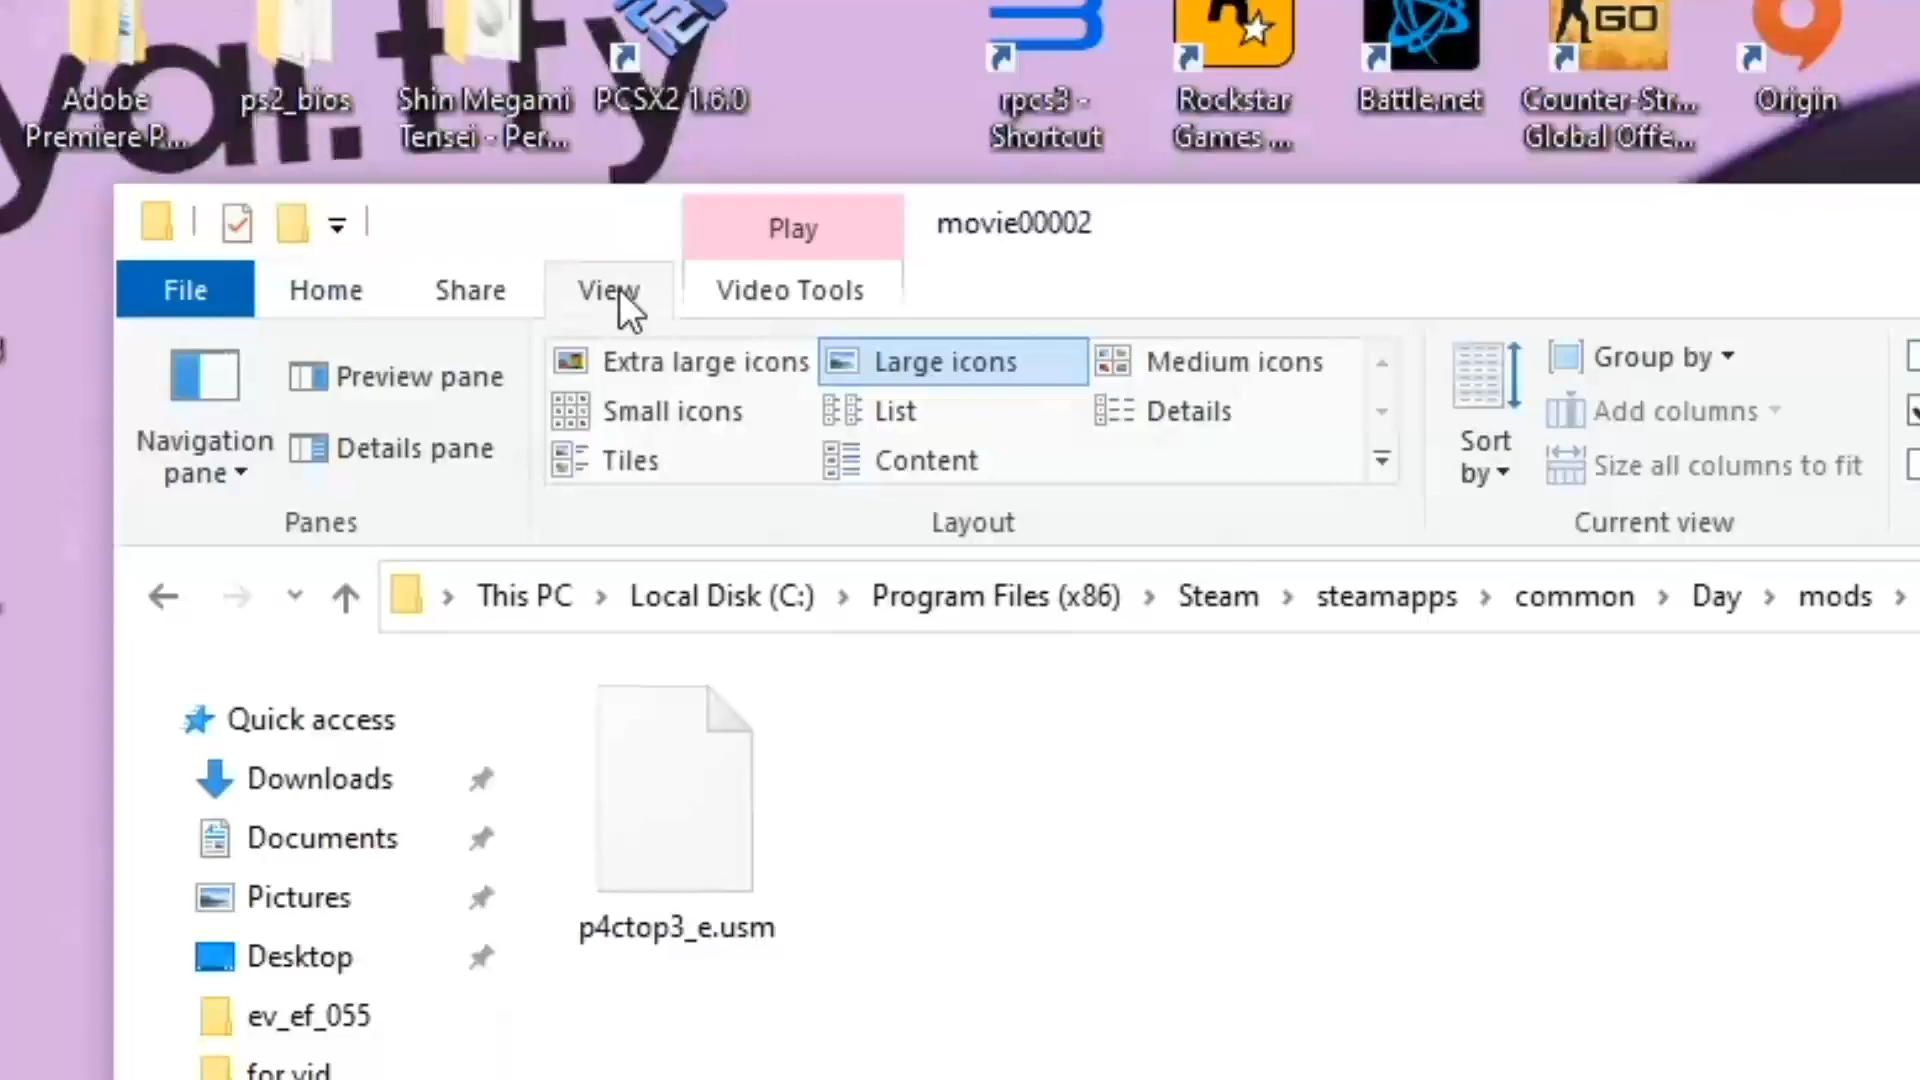 GO
Adobe
Premiere P...
ps2_bios
Shin Megami
Tensei - Per...
PCSX2 1.6.0
rpcs3 -
Shortcut
Rockstar
Games ...
Battle.net
Counter-Str...
Global Offe...
Origin
Play
movie00002
File
Home
Share
View
Video Tools
Navigation
pane
Preview pane
Details pane
Panes
Extra large icons
Large icons
Medium icons
Small icons
List
Details
Tiles
Content
Layout
Sort
by
Group by
Add columns
Size all columns to fit
Current view
This PC > Local Disk (C:) > Program Files (x86) > Steam > steamapps > common > Day > mods >
Quick access
Downloads
Documents
Pictures
Desktop
ev_ef_055
for vid
p4ctop3_e.usm